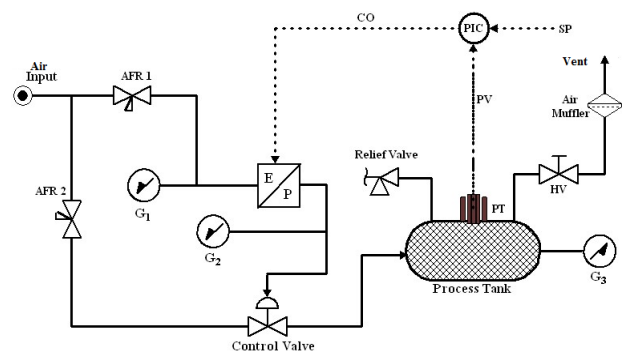 CO
PIC
SP
Air
Input
AFR 1
Vent
PV
Air
Muffler
Relief Valve
AFR 2
E
P
HV
G1
PT
G2
G3
Process Tank
Control Valve